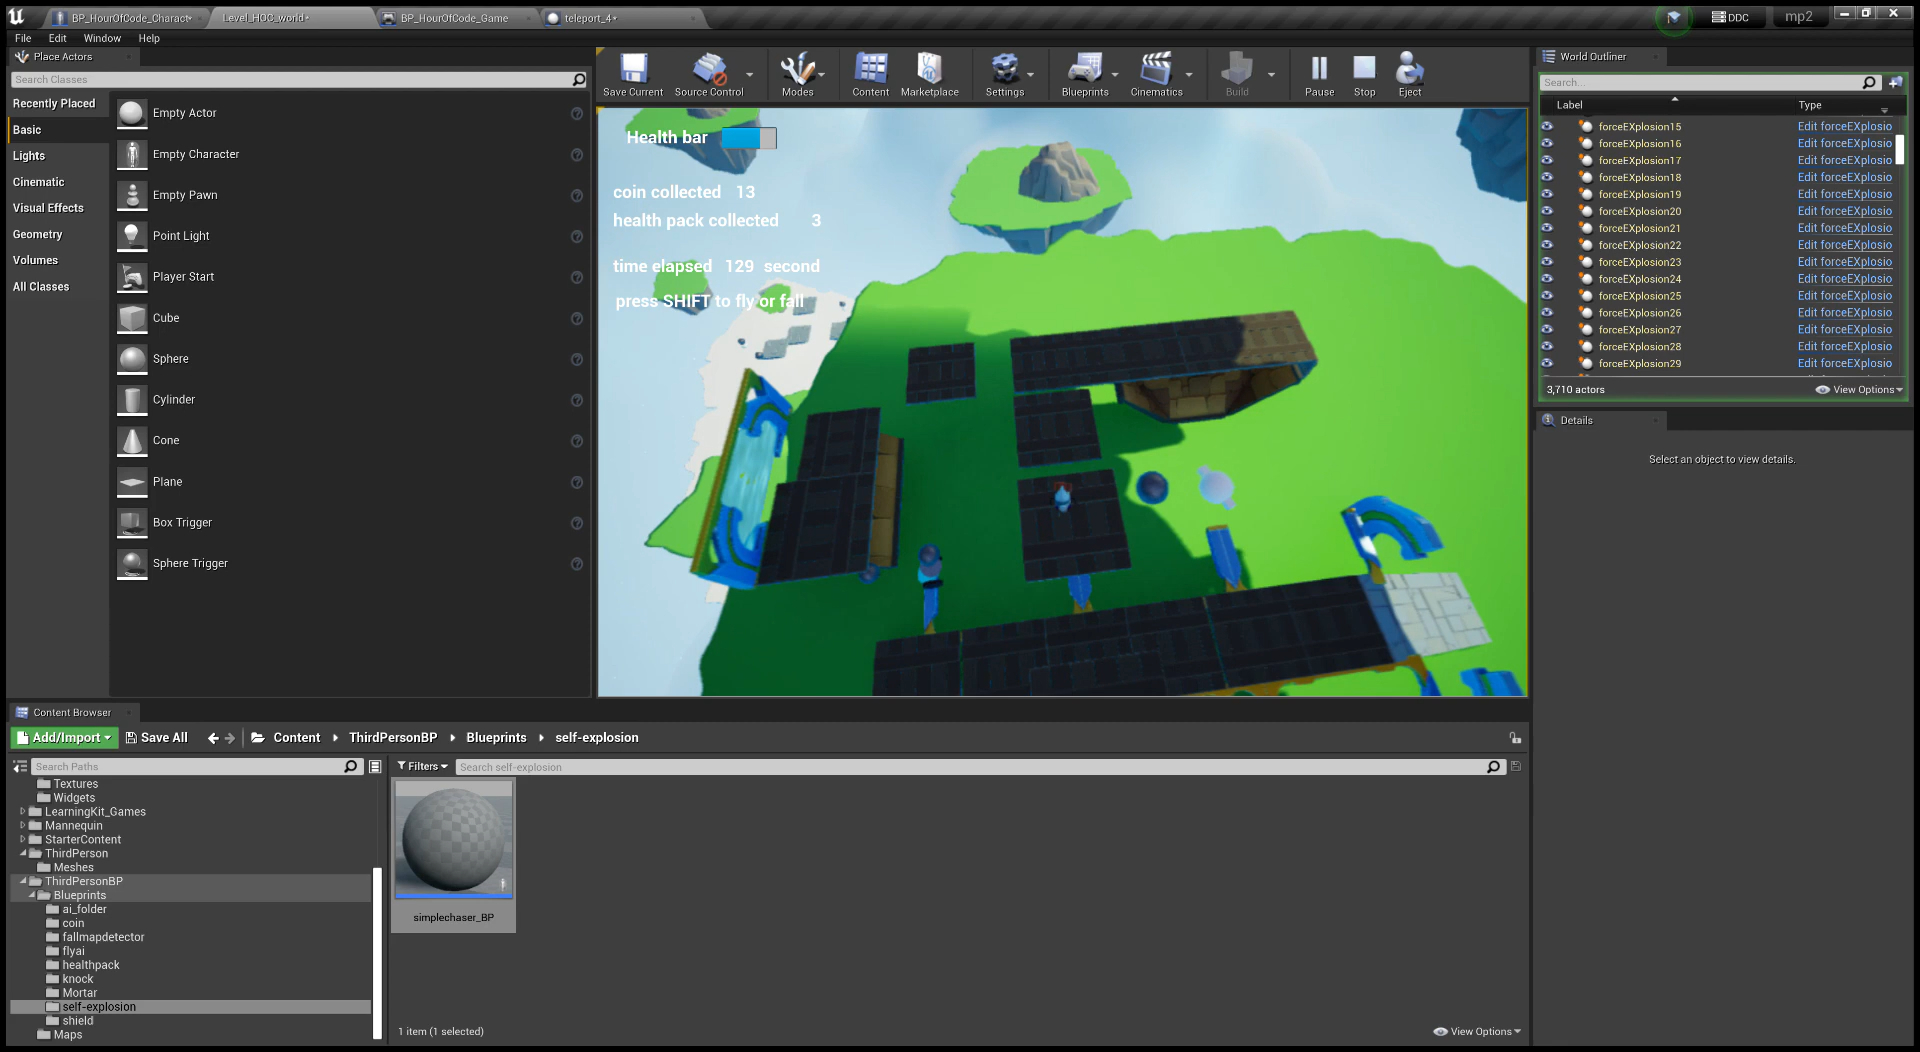 BP_HourOfCode_Charact
Level_HOC_world*
BP_HourOfCode_Game
teleport_4*
DDC
mp2
File
Edit
Window
Help
Place Actors
Search Classes
Recently Placed
Basic
Lights
Cinematic
Visual Effects
Geometry
Volumes
All Classes
Empty Actor
Empty Character
Empty Pawn
Point Light
Player Start
Cube
Sphere
Cylinder
Cone
Plane
Box Trigger
Sphere Trigger
Save Current
Source Control
Modes
Content
Marketplace
Settings
Blueprints
Cinematics
Build
Pause
Stop
Eject
Health bar
coin collected 13
health pack collected 3
time elapsed 129 second
press SHIFT to fly or fall
World Outliner
Search...
Label Type
forceEXplosion15 Edit forceEXplosio
forceEXplosion16 Edit forceEXplosio
forceEXplosion17 Edit forceEXplosio
forceEXplosion18 Edit forceEXplosio
forceEXplosion19 Edit forceEXplosio
forceEXplosion20 Edit forceEXplosio
forceEXplosion21 Edit forceEXplosio
forceEXplosion22 Edit forceEXplosio
forceEXplosion23 Edit forceEXplosio
forceEXplosion24 Edit forceEXplosio
forceEXplosion25 Edit forceEXplosio
forceEXplosion26 Edit forceEXplosio
forceEXplosion27 Edit forceEXplosio
forceEXplosion28 Edit forceEXplosio
forceEXplosion29 Edit forceEXplosio
3,710 actors
View Options
Details
Select an object to view details.
Content Browser
Add/Import
Save All
Content
ThirdPersonBP
Blueprints
self-explosion
Search Paths
Filters
Search self-explosion
Textures
Widgets
LearningKit_Games
Mannequin
StarterContent
ThirdPerson
Meshes
ThirdPersonBP
Blueprints
ai_folder
coin
fallmapdetector
flyai
healthpack
knock
Mortar
self-explosion
shield
Maps
simplechaser_BP
1 item (1 selected)
View Options